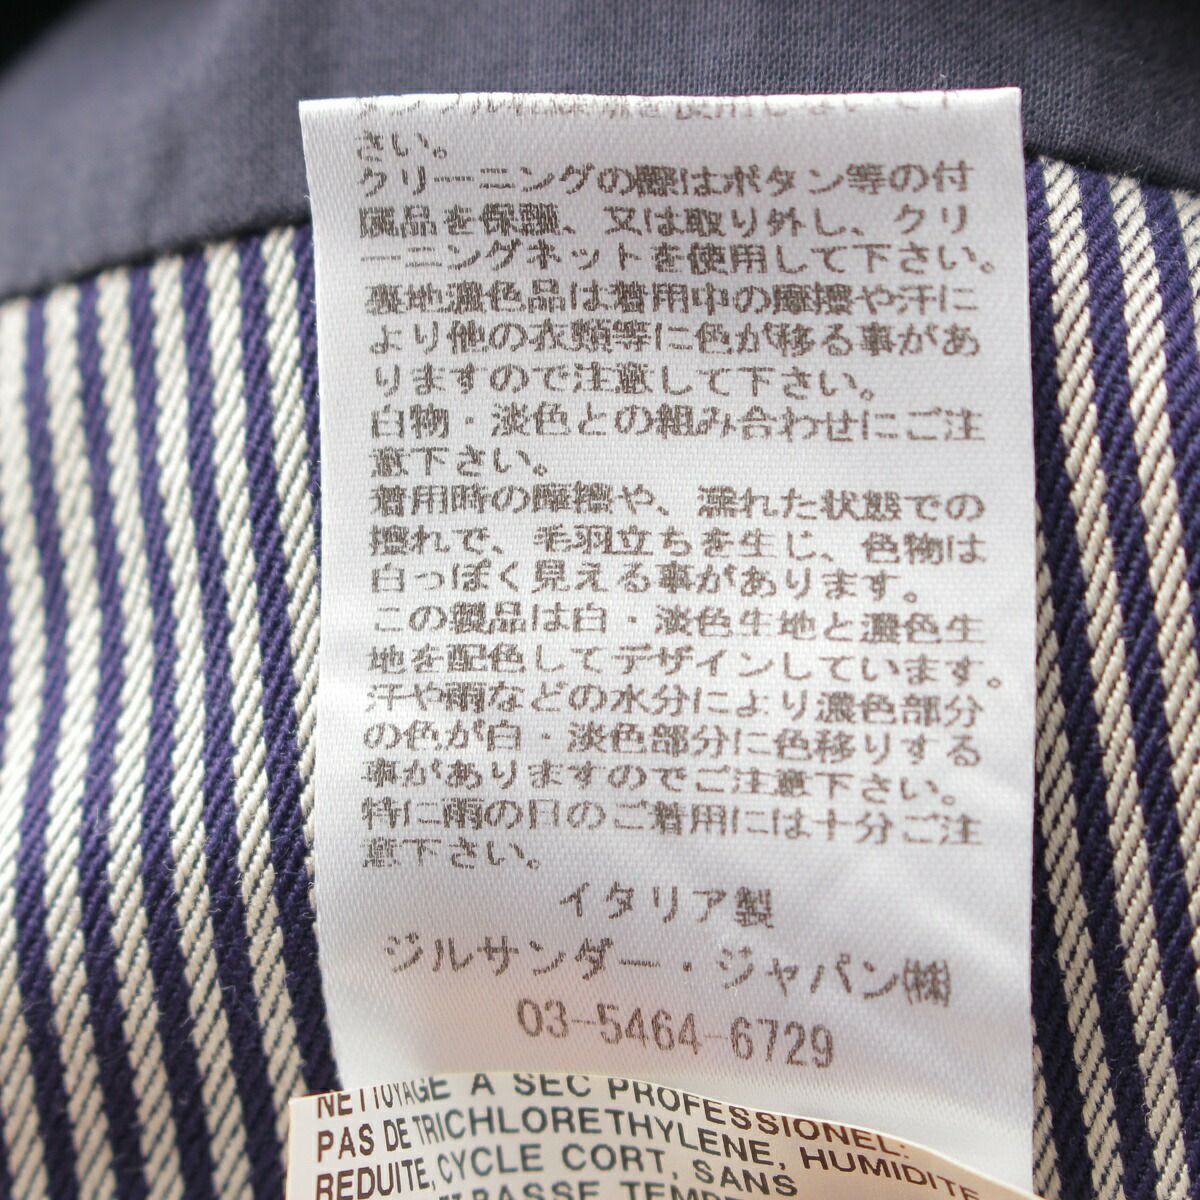 さい。
クリーニングの際はボタン等の付
属品を保護、又は取り外し、クリ
ーニングネットを使用して下さい。
裏地濃色品は着用中の摩擦や汗に
より他の衣類等に色が移る事があ
りますので注意して下さい。
白物・淡色との組み合わせにご注
意下さい。
着用時の摩擦や、濡れた状態での
擦れで、毛羽立ちを生じ、色物は
白っぽく見える事があります。
この製品は白・淡色生地と濃色生
地を配色してデザインしています。
汗や雨などの水分により濃色部分
の色が白・淡色部分に色移りする
事がありますのでご注意下さい。
特に雨の日のご着用には十分ご注
意下さい。
イタリア製
ジルサンダー・ジャパン㈱
03-5464-6729
NETTOYAGE A SEC PROFESSIONEL:
PAS DE TRICHLORETHYLENE, HUMIDITE
REDUITE, CYCLE CORT, SANS
BASSE